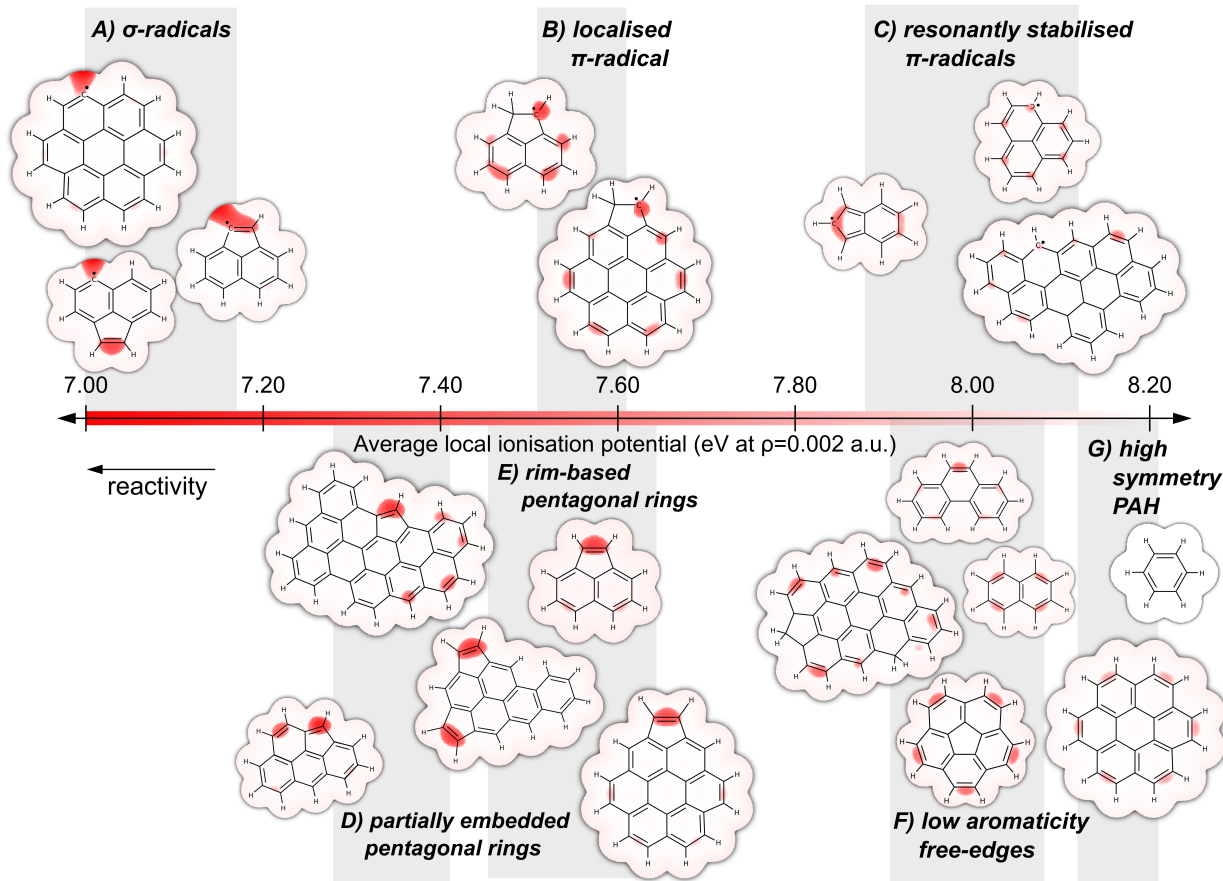 A) σ-radicals
B) localised
π-radical
C) resonantly stabilised
π-radicals
7.00 7.20 7.40 7.60 7.80 8.00 8.20
Average local ionisation potential (eV at ρ=0.002 a.u.)
reactivity
E) rim-based
pentagonal rings
G) high
symmetry
PAH
D) partially embedded
pentagonal rings
F) low aromaticity
free-edges